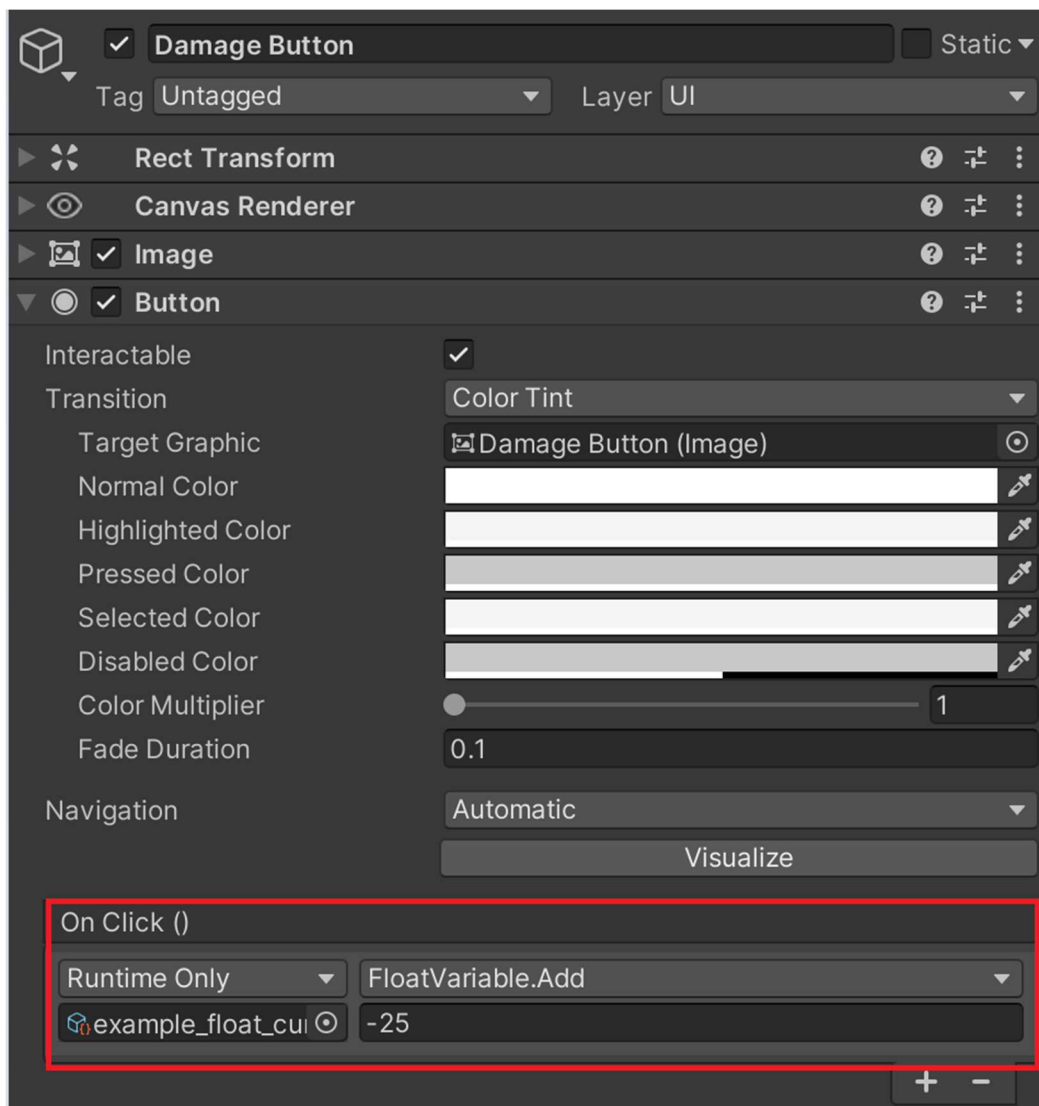 Damage Button
Static
Tag Untagged Layer UI
Rect Transform
Canvas Renderer
Image
Button
Interactable
Transition Color Tint
Target Graphic Damage Button (Image)
Normal Color
Highlighted Color
Pressed Color
Selected Color
Disabled Color
Color Multiplier 1
Fade Duration 0.1
Navigation Automatic
Visualize
On Click ()
Runtime Only FloatVariable.Add
example_float_cur -25